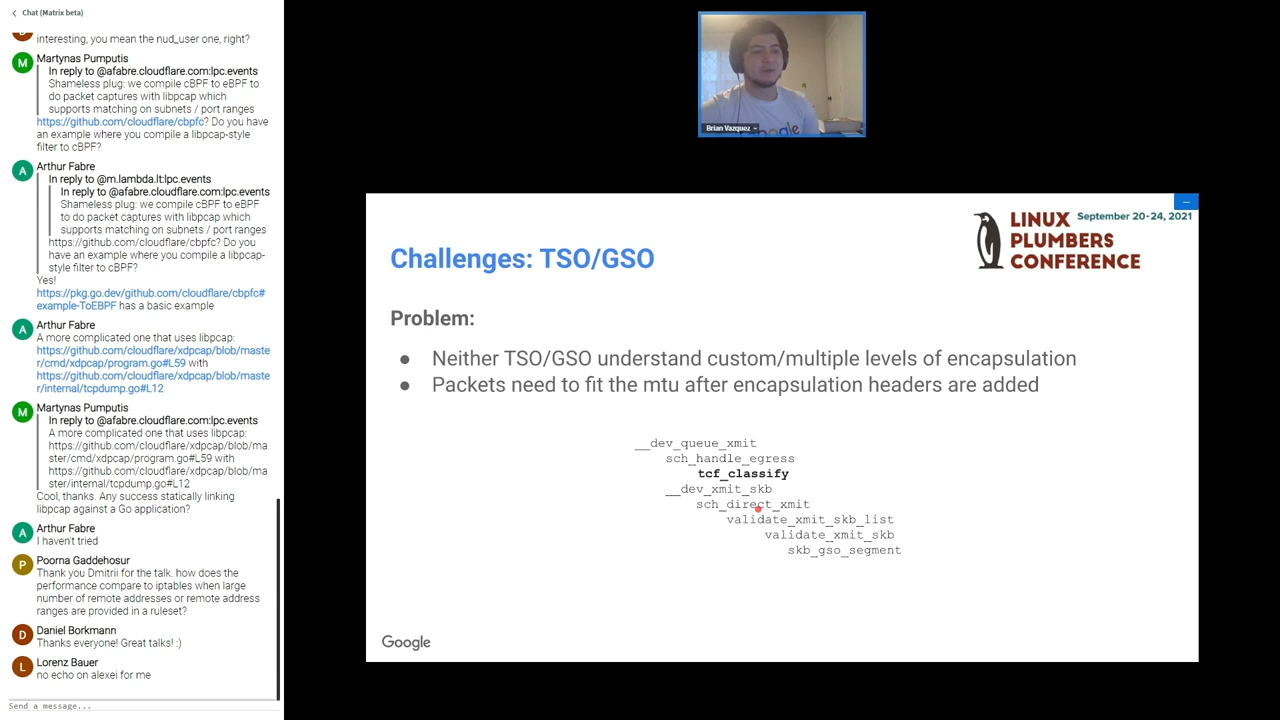 Chat (Matrix beta)
interesting, you mean the nud_user one, right?
M
Martynas Pumputis
In reply to @afabre.cloudflare.com:lpc.events
Shameless plug: we compile cBPF to eBPF to
do packet captures with libpcap which
supports matching on subnets / port ranges
https://github.com/cloudflare/cbpfc? Do you have
an example where you compile a libpcap-style
filter to cBPF?
A
Arthur Fabre
In reply to @m.lambda.lt:lpc.events
In reply to @afabre.cloudflare.com:lpc.events
Shameless plug: we compile cBPF to eBPF
to do packet captures with libpcap which
supports matching on subnets / port ranges
https://github.com/cloudflare/cbpfc? Do you
have an example where you compile a libpcap-
style filter to cBPF?
Yes!
https://pkg.go.dev/github.com/cloudflare/cbpfc#
example-ToEBPF has a basic example
A
Arthur Fabre
A more complicated one that uses libpcap:
https://github.com/cloudflare/xdpcap/blob/maste
r/cmd/xdpcap/program.go#L59 with
https://github.com/cloudflare/xdpcap/blob/maste
r/internal/tcpdump.go#L12
M
Martynas Pumputis
In reply to @afabre.cloudflare.com:lpc.events
A more complicated one that uses libpcap:
https://github.com/cloudflare/xdpcap/blob/ma
ster/cmd/xdpcap/program.go#L59 with
https://github.com/cloudflare/xdpcap/blob/ma
ster/internal/tcpdump.go#L12
Cool, thanks. Any success statically linking
libpcap against a Go application?
A
Arthur Fabre
I haven't tried
P
Poorna Gaddehosur
Thank you Dmitrii for the talk. how does the
performance compare to iptables when large
number of remote addresses or remote address
ranges are provided in a ruleset?
D
Daniel Borkmann
Thanks everyone! Great talks! :)
L
Lorenz Bauer
no echo on alexei for me
Send a message...
Brian Vazquez
LINUX
PLUMBERS
CONFERENCE
September 20-24, 2021
Challenges: TSO/GSO
Problem:
● Neither TSO/GSO understand custom/multiple levels of encapsulation
● Packets need to fit the mtu after encapsulation headers are added
__dev_queue_xmit
sch_handle_egress
tcf_classify
__dev_xmit_skb
sch_direct_xmit
validate_xmit_skb_list
validate_xmit_skb
skb_gso_segment
Google